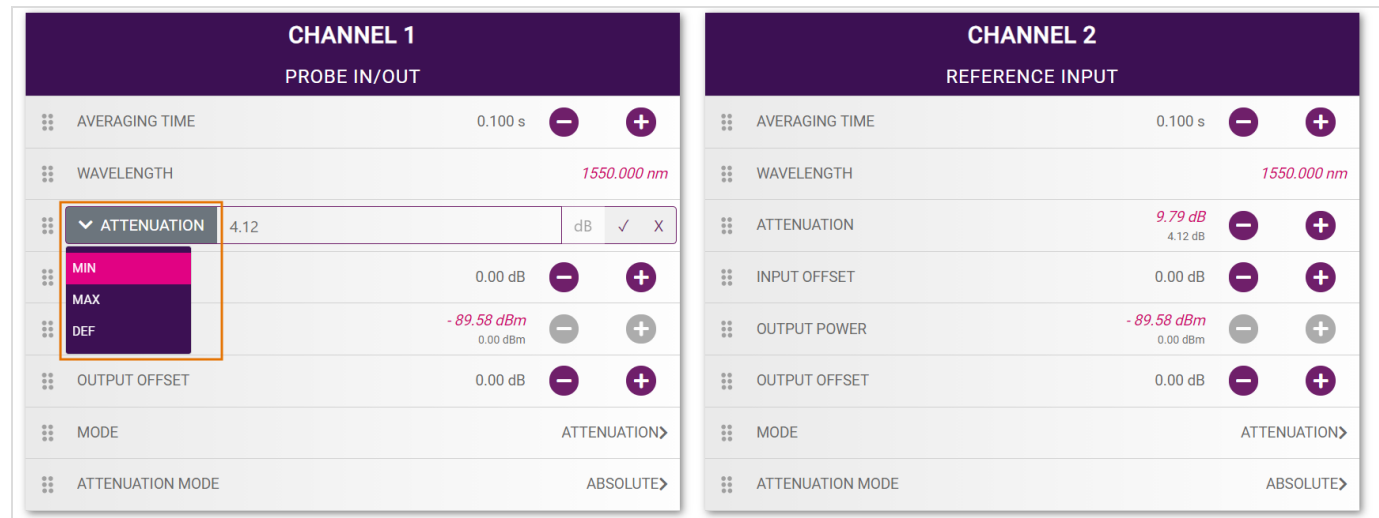 CHANNEL 1
PROBE IN/OUT
AVERAGING TIME 0.100 s
WAVELENGTH 1550.000 nm
ATTENUATION 4.12 dB ✓ X
MIN
MAX
DEF
0.00 dB
- 89.58 dBm
0.00 dBm
OUTPUT OFFSET 0.00 dB
MODE ATTENUATION>
ATTENUATION MODE ABSOLUTE>
CHANNEL 2
REFERENCE INPUT
AVERAGING TIME 0.100 s
WAVELENGTH 1550.000 nm
ATTENUATION 9.79 dB
4.12 dB
INPUT OFFSET 0.00 dB
OUTPUT POWER - 89.58 dBm
0.00 dBm
OUTPUT OFFSET 0.00 dB
MODE ATTENUATION>
ATTENUATION MODE ABSOLUTE>